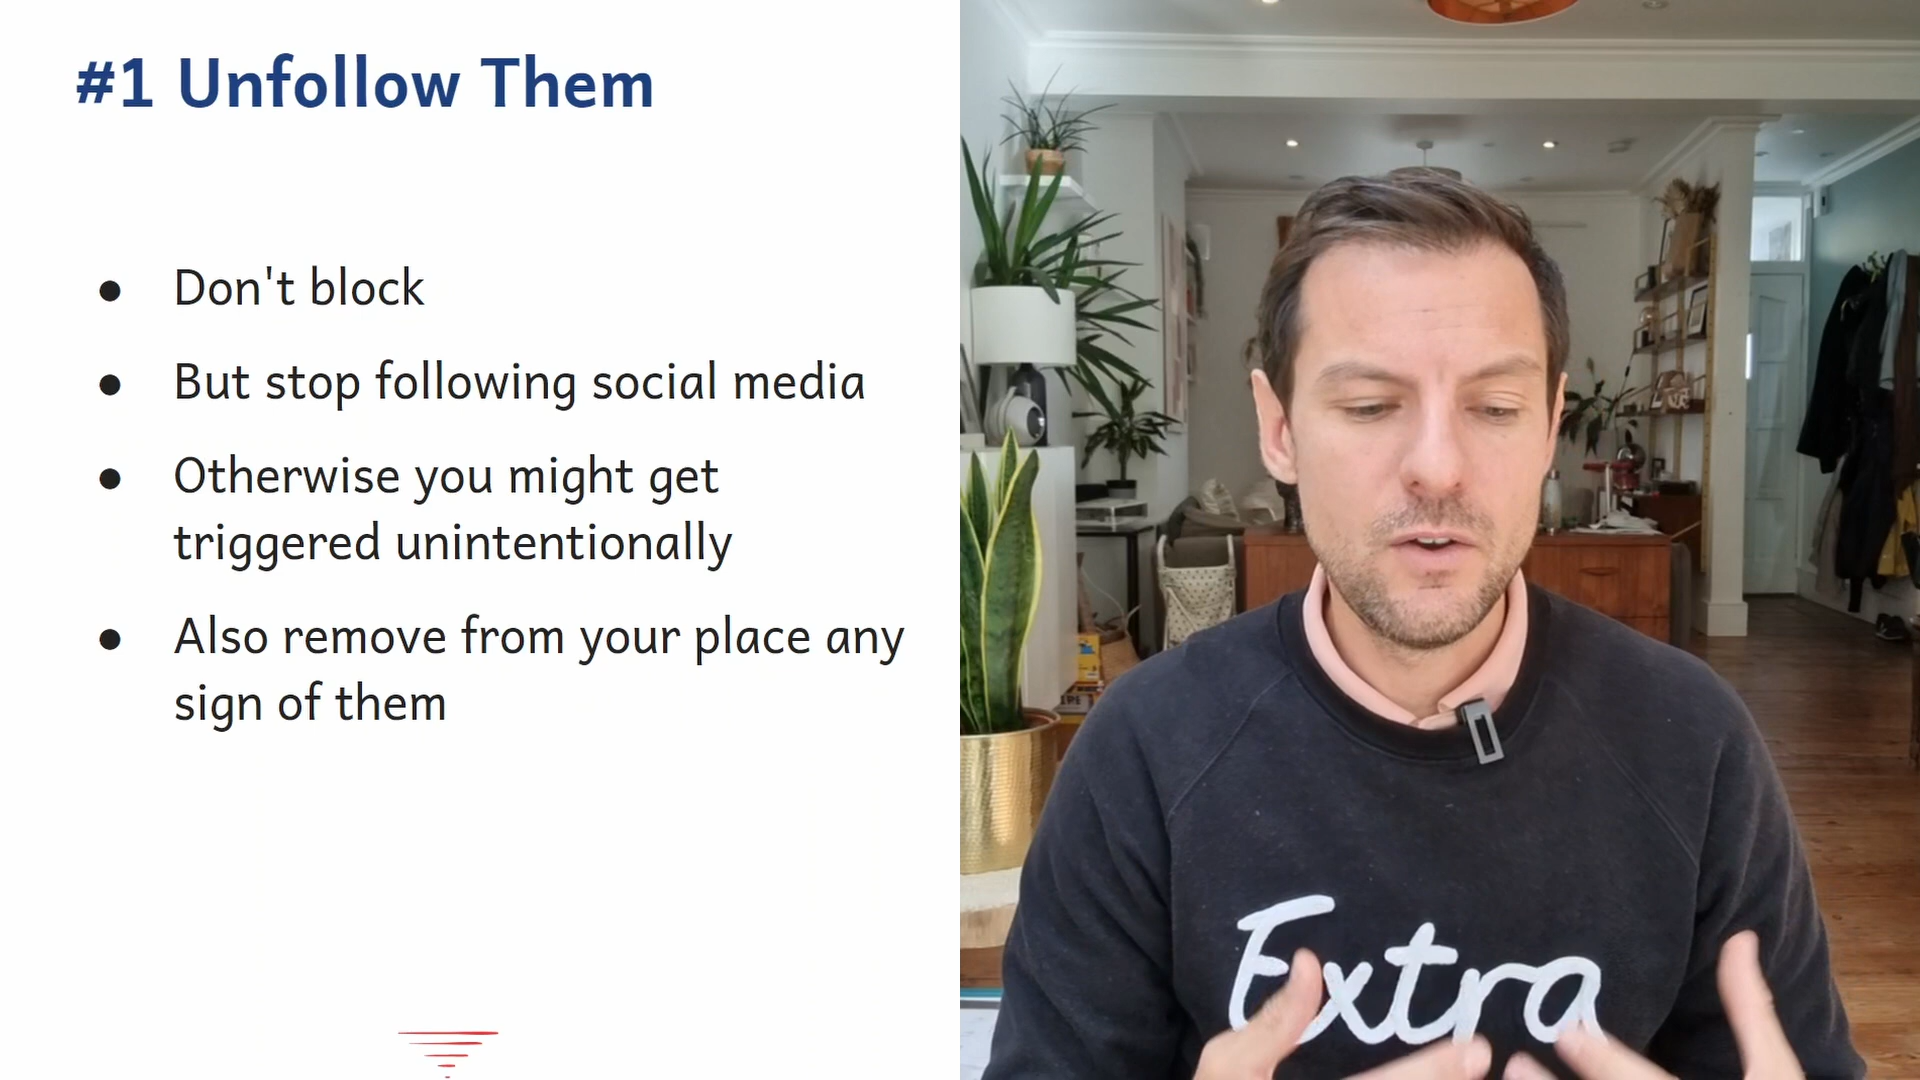 #1 Unfollow Them
● Don't block
● But stop following social media
● Otherwise you might get
triggered unintentionally
● Also remove from your place any
sign of them
Extra